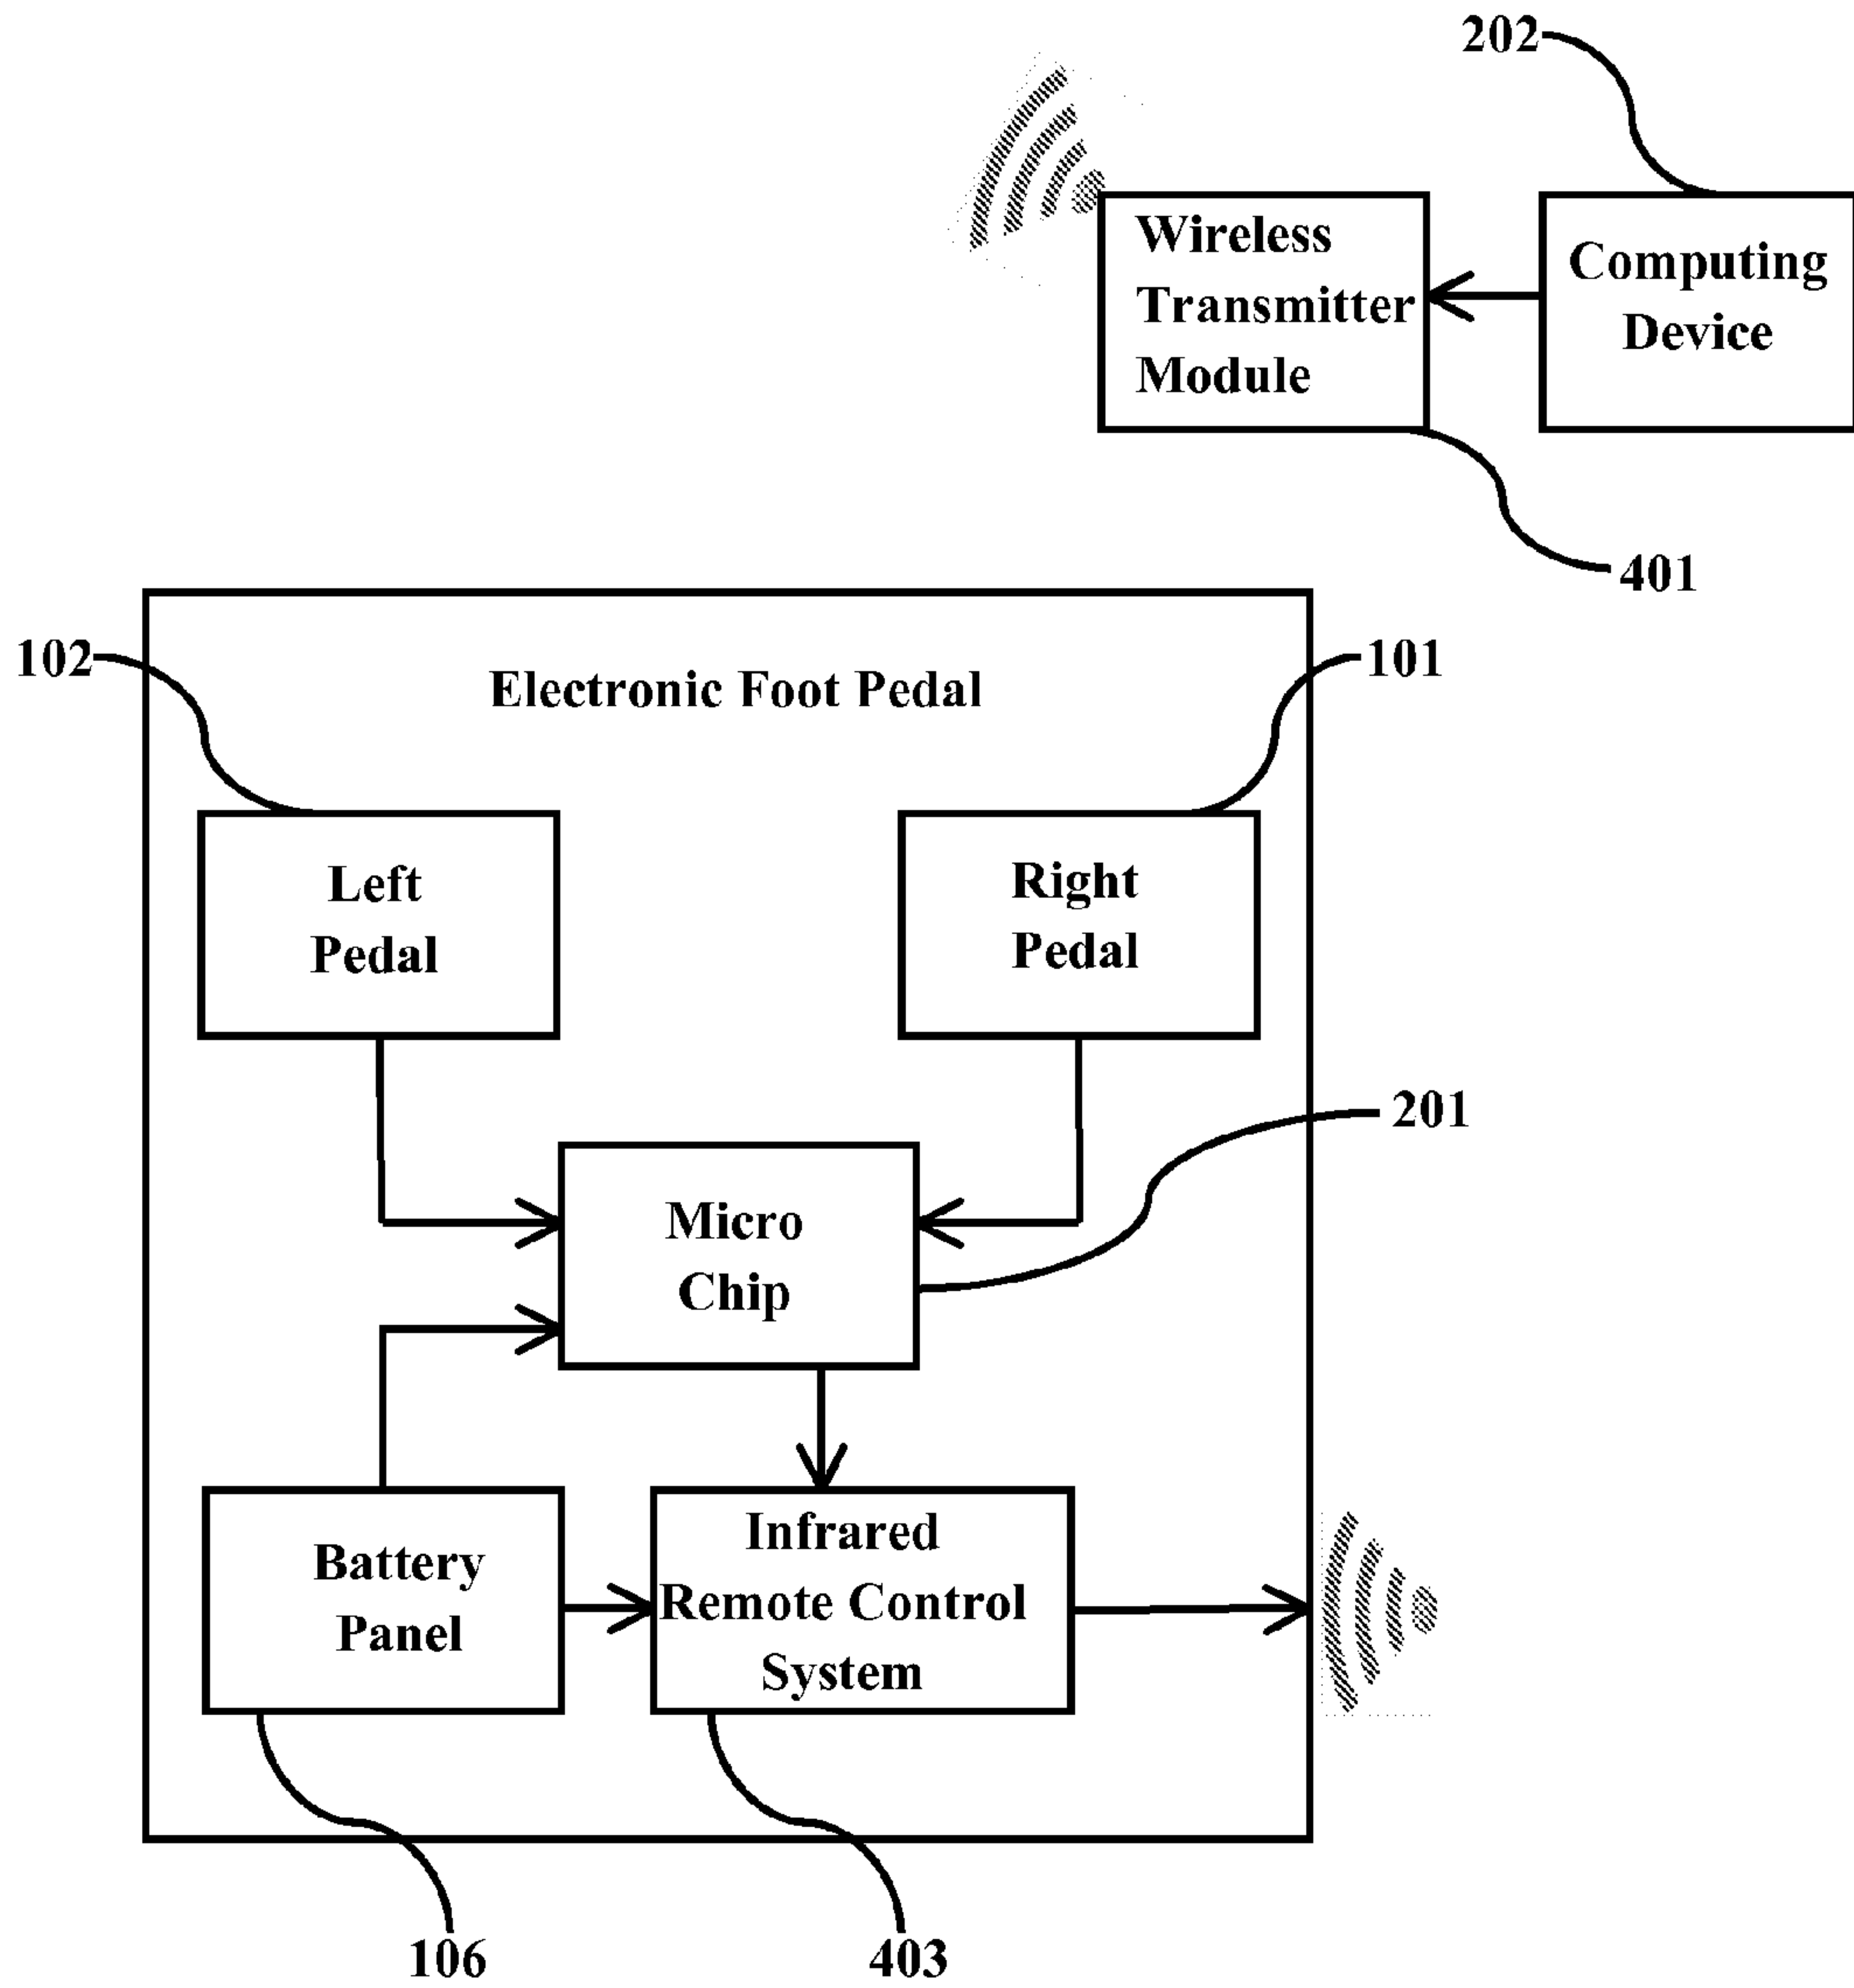 202
Wireless
Transmitter
Module
Computing
Device
401
102
Electronic Foot Pedal
101
Left
Pedal
Right
Pedal
201
Micro
Chip
Battery
Panel
Infrared
Remote Control
System
106
403